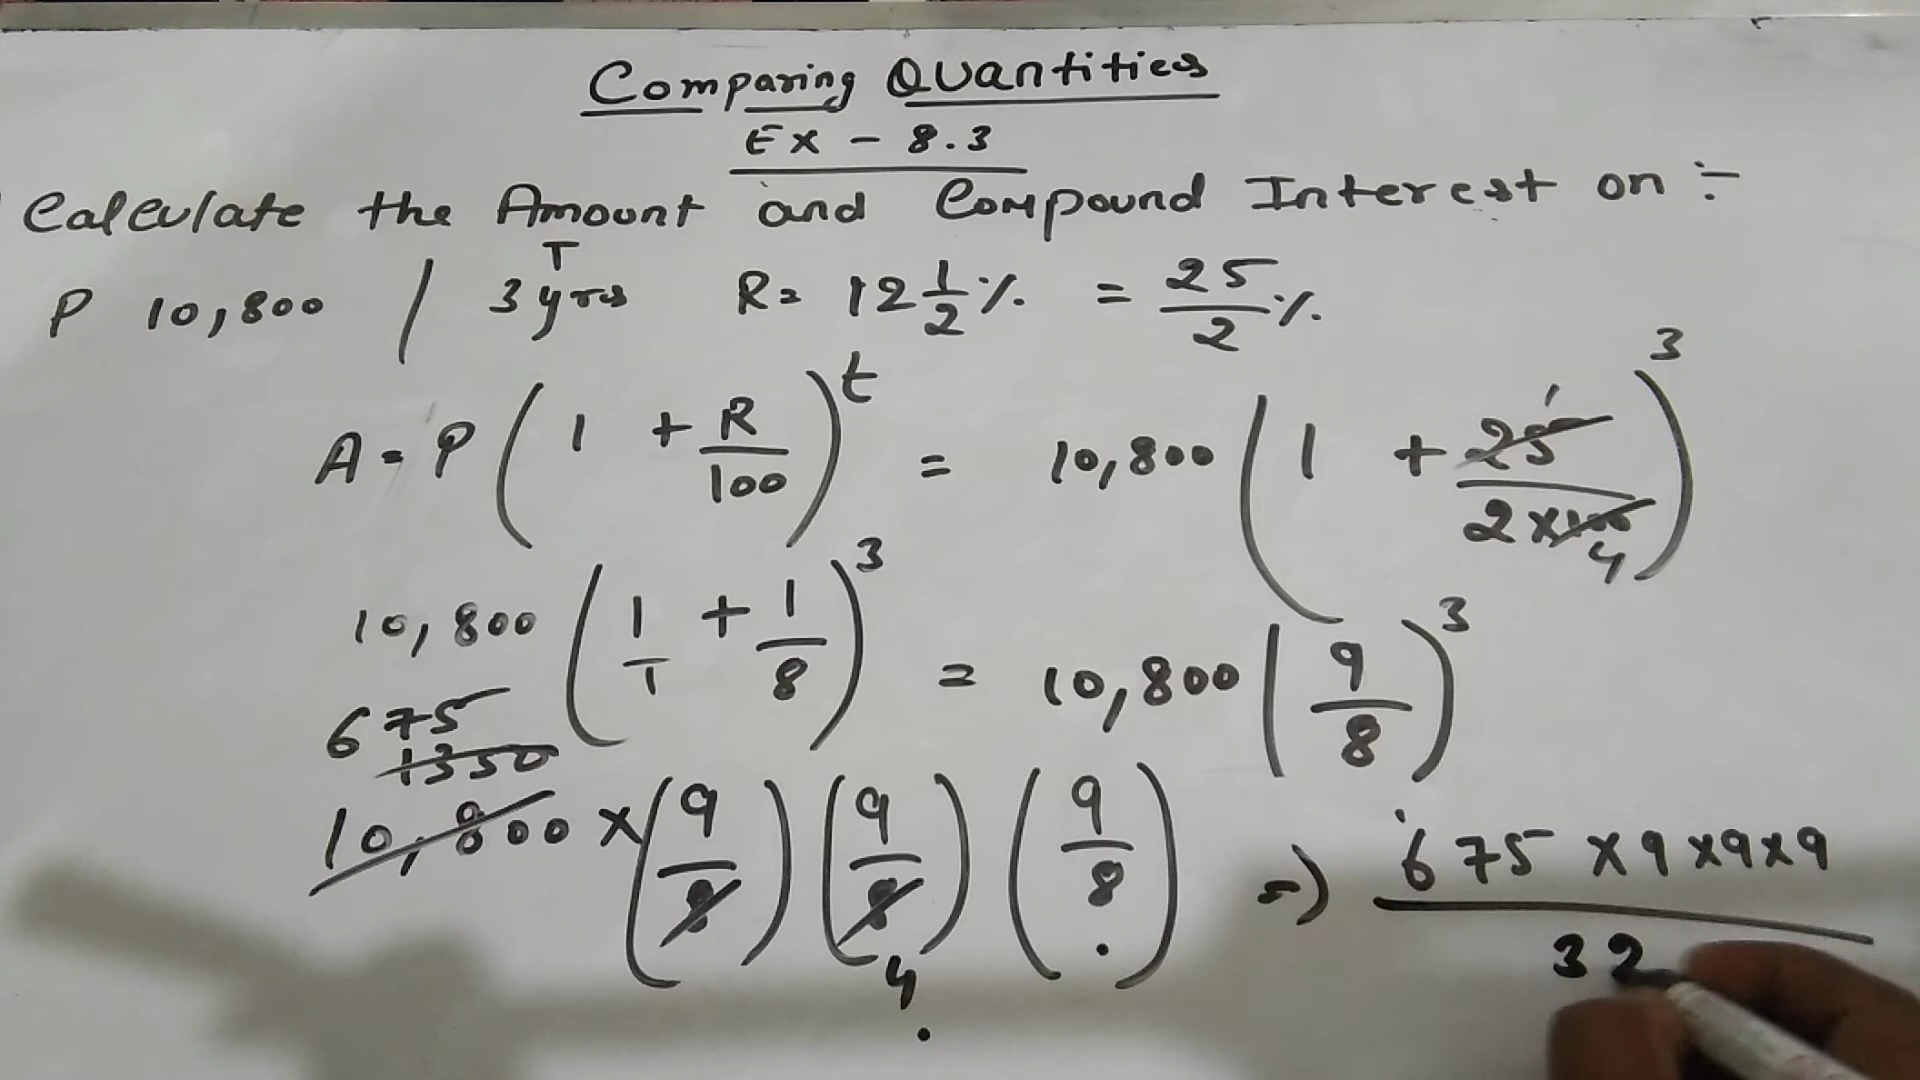 Comparing Quantities
Ex - 8.3
Calculate the Amount and Compound Interest on ÷
T
P 10,800 / 3 yrs R = 12 1/2 % = 25/2 %
A = P ( 1 + R/100 )^t = 10,800 ( 1 + 25/2×100 )^3
1
4
10,800 ( 1/1 + 1/8 )^3 = 10,800 ( 9/8 )^3
675
1350
10,800 × ( 9/8 ) ( 9/8 ) ( 9/8 ) => 675 × 9 × 9 × 9 / 32
4